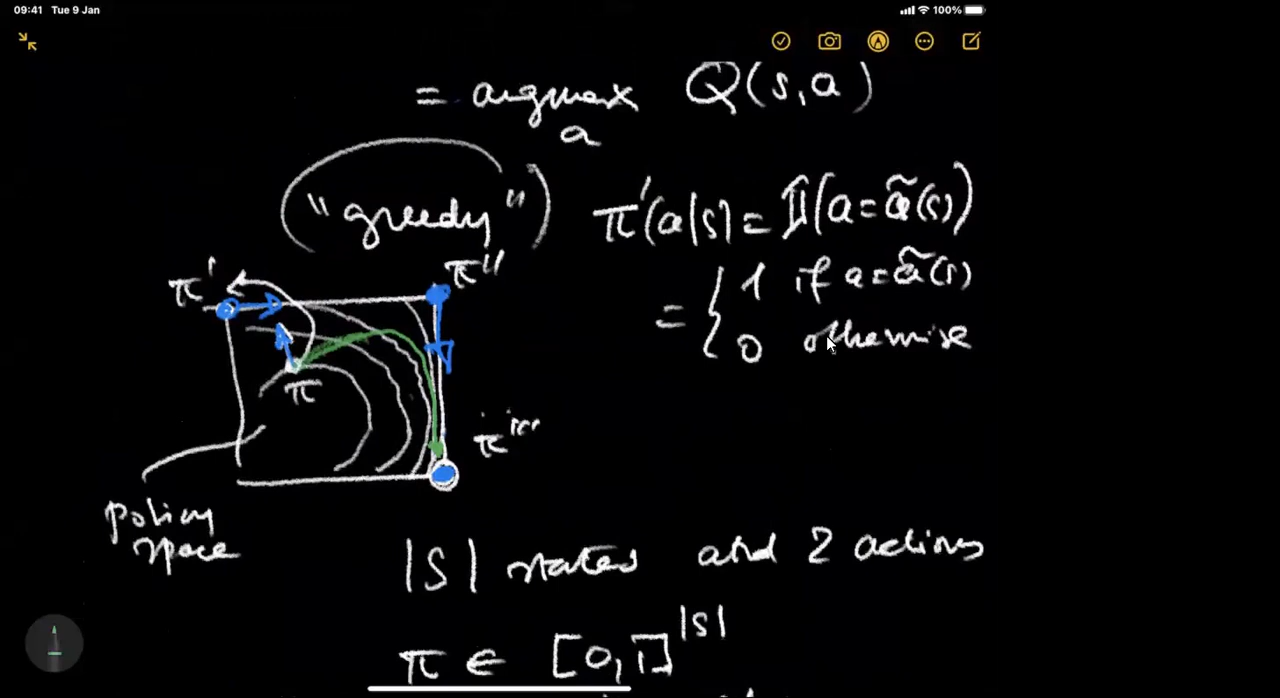 09:41 Tue 9 Jan 100%
= argmax Q(s,a)
a
("greedy") π'(a|s) = 𝟙(a=ã(s))
= { 1 if a=ã(s)
0 otherwise
π' π''
π
π'''
policy
space
|S| states and 2 actions
π ∈ [0,1]^|S|